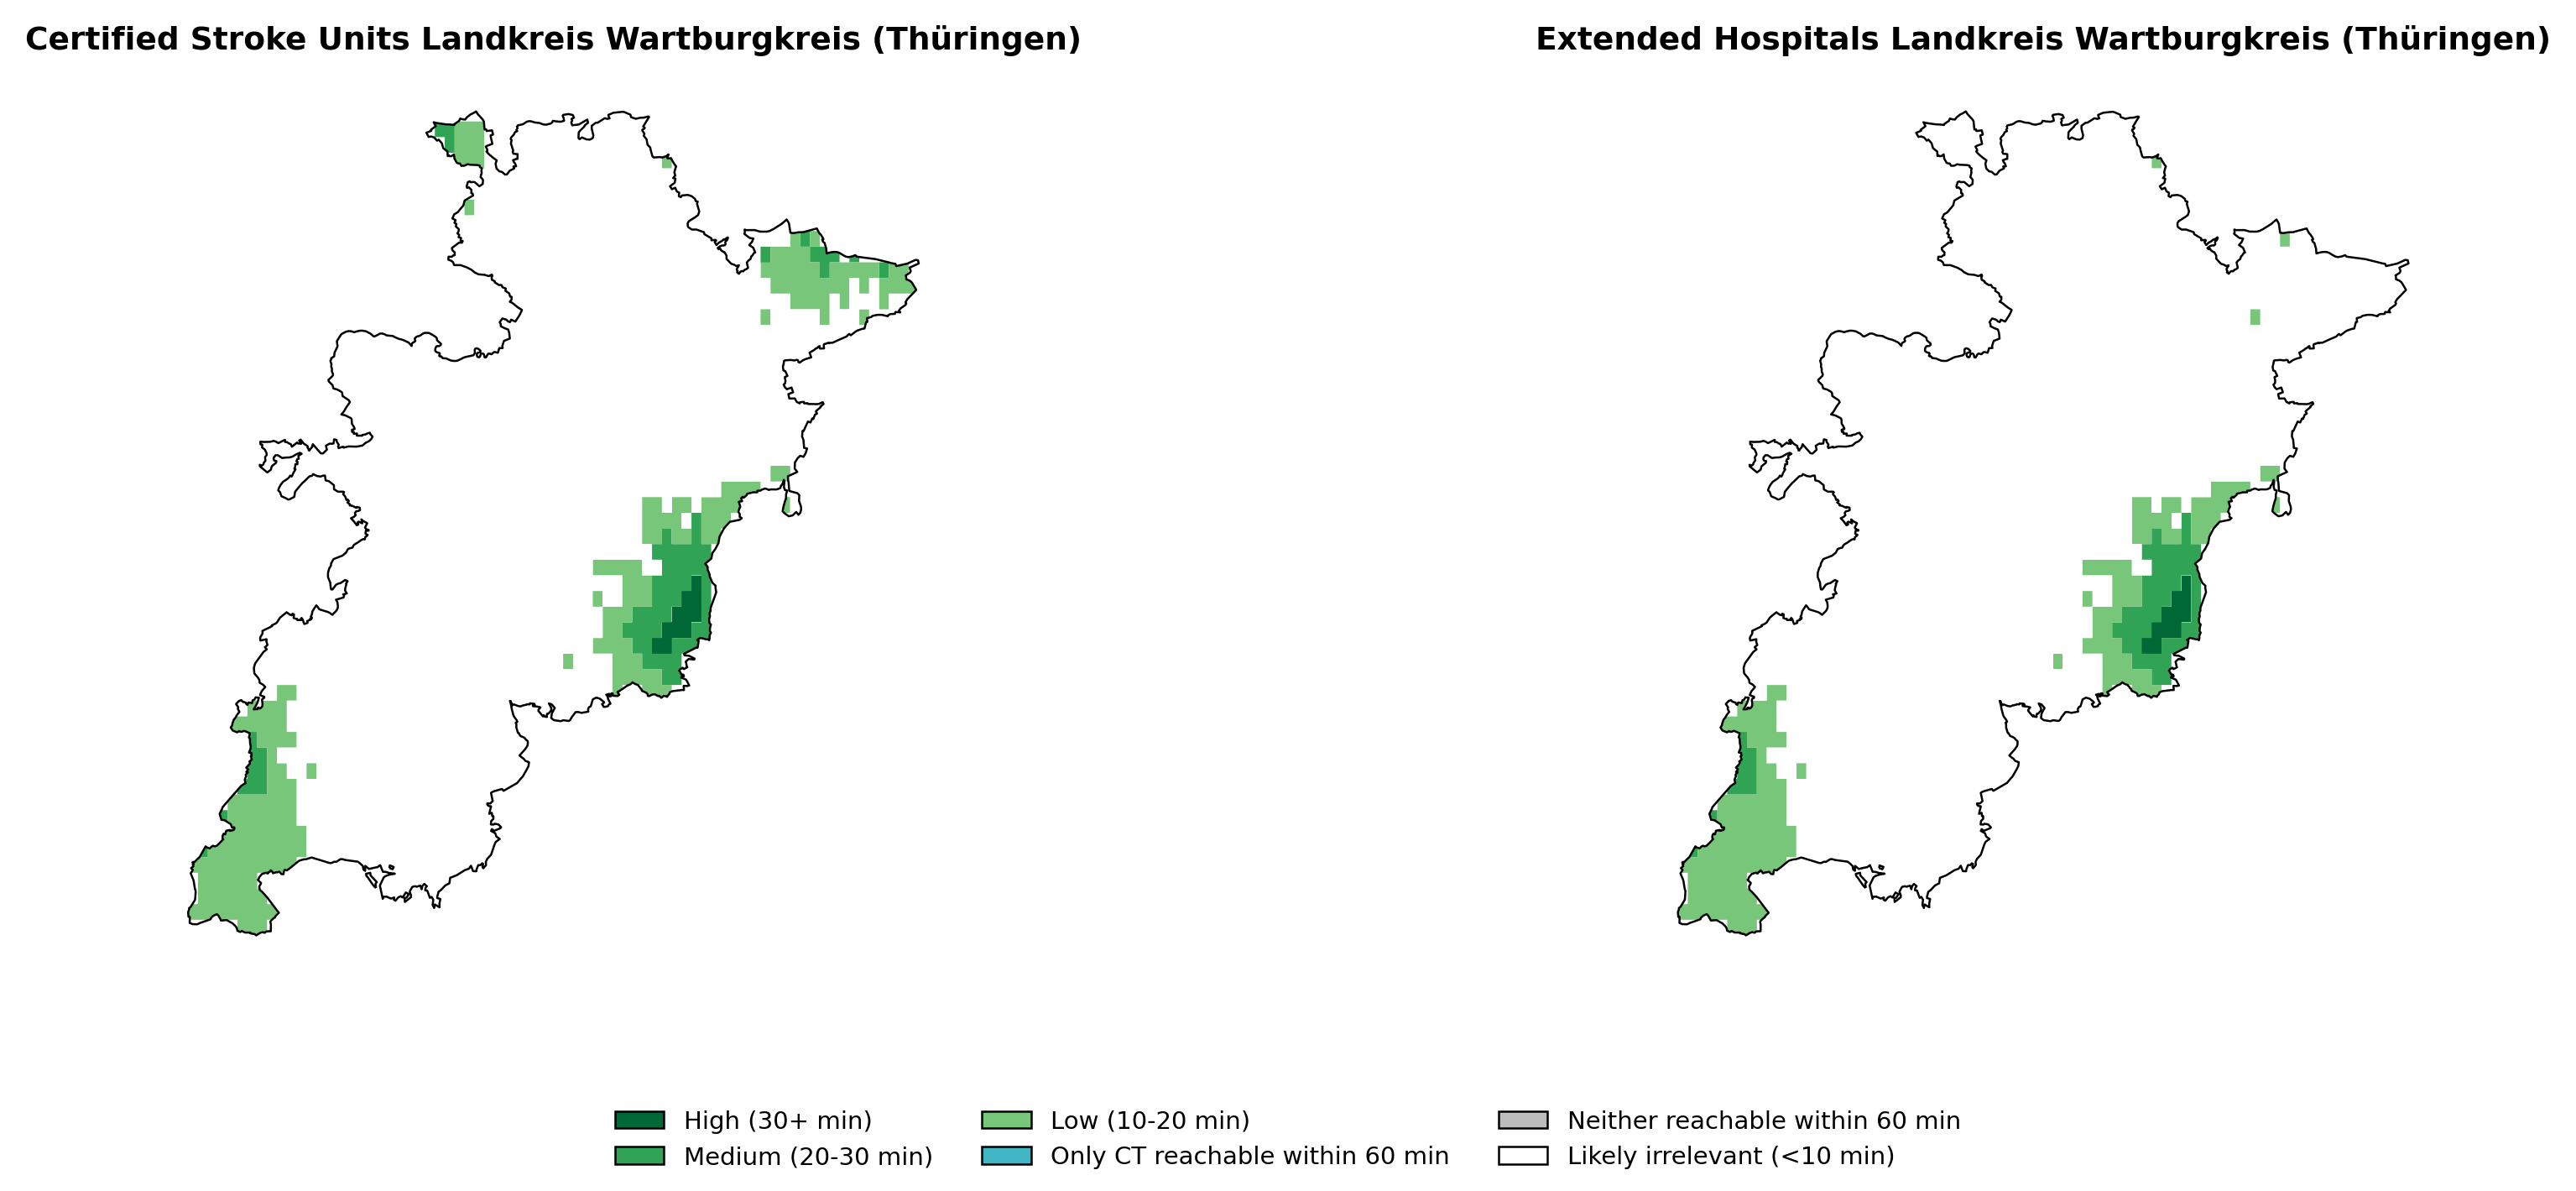 Certified Stroke Units Landkreis Wartburgkreis (Thüringen)
Extended Hospitals Landkreis Wartburgkreis (Thüringen)
High (30+ min)
Medium (20-30 min)
Low (10-20 min)
Only CT reachable within 60 min
Neither reachable within 60 min
Likely irrelevant (<10 min)